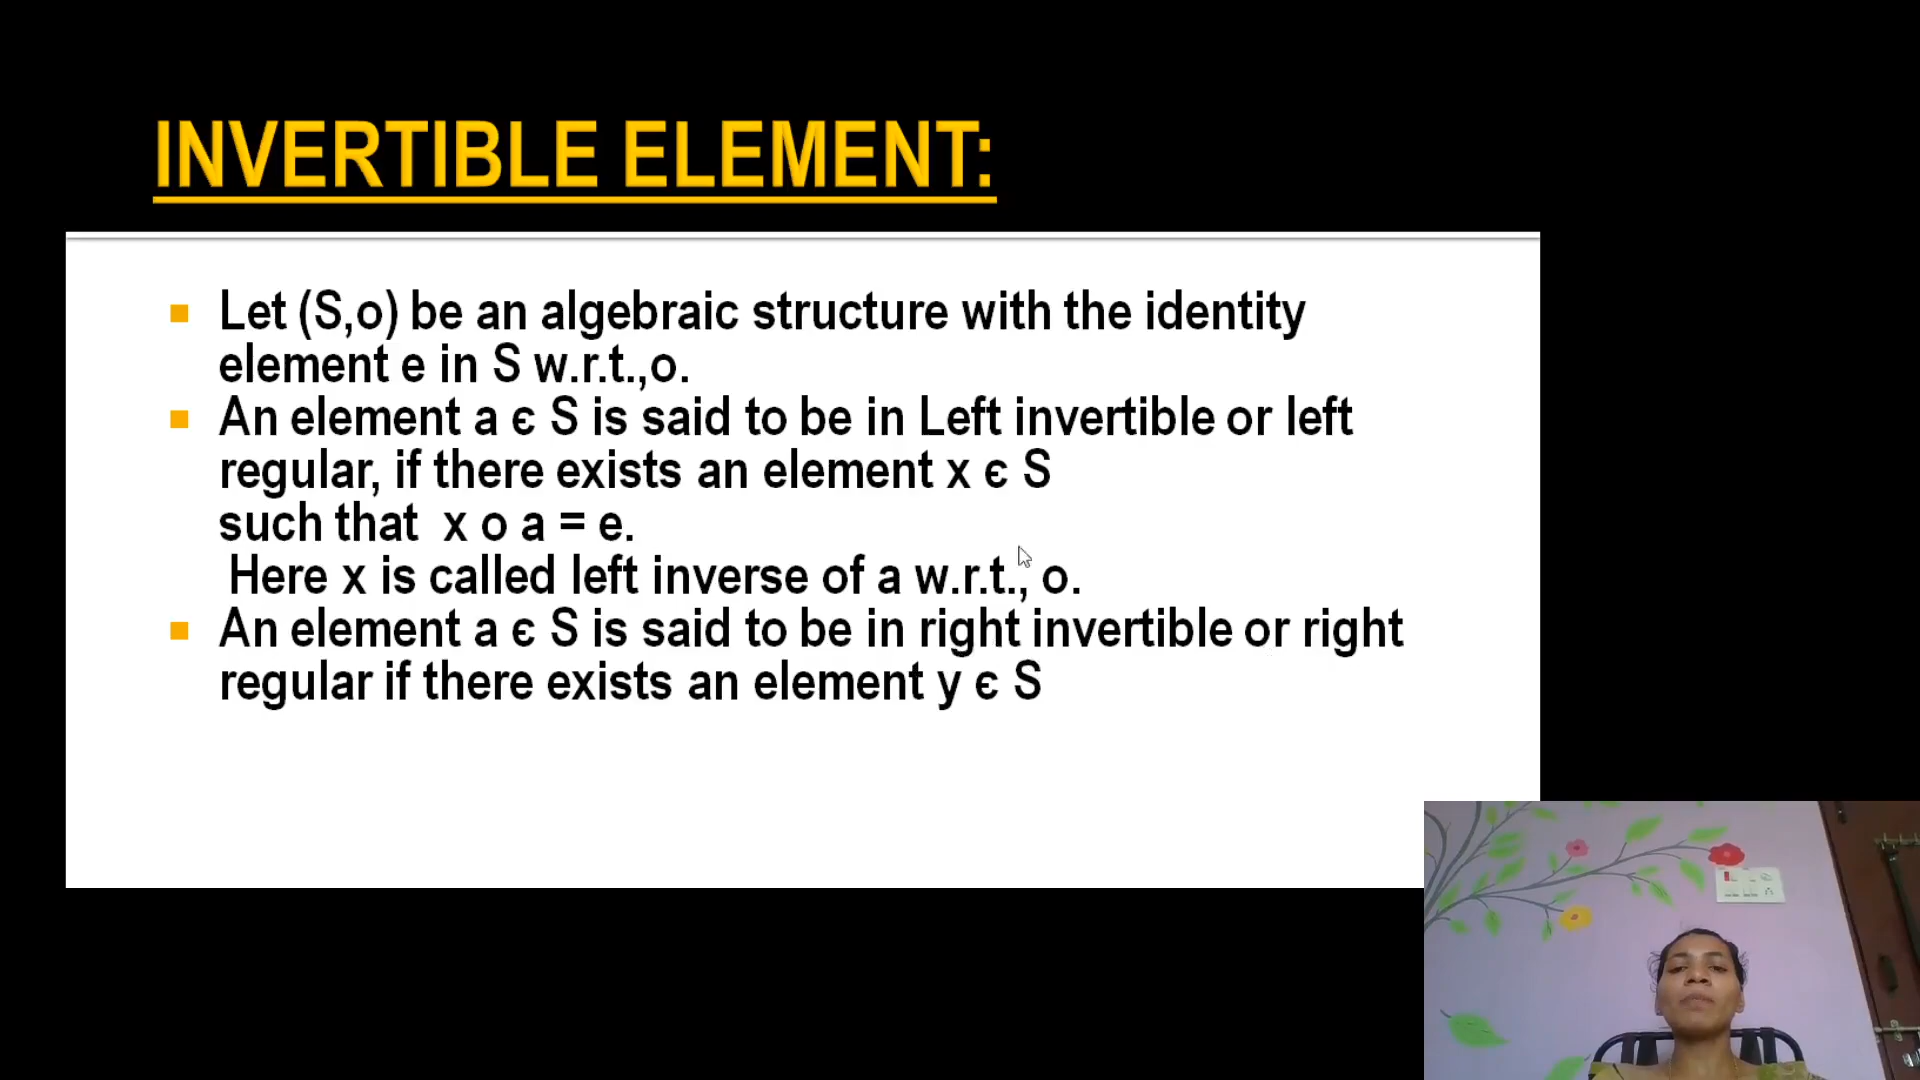 INVERTIBLE ELEMENT:
Let (S,o) be an algebraic structure with the identity
element e in S w.r.t.,o.
An element a є S is said to be in Left invertible or left
regular, if there exists an element x є S
such that x o a = e.
Here x is called left inverse of a w.r.t., o.
An element a є S is said to be in right invertible or right
regular if there exists an element y є S